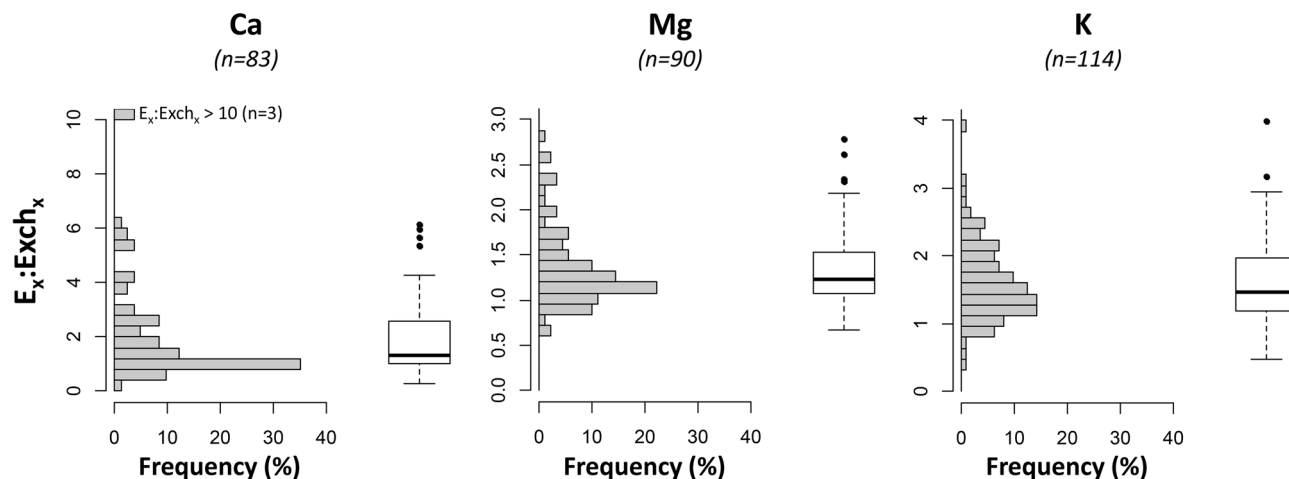 Ca
(n=83)
Mg
(n=90)
K
(n=114)
Eₓ:Exchₓ
Eₓ:Exchₓ > 10 (n=3)
10
8
6
4
2
0
0 10 20 30 40
Frequency (%)
3.0
2.5
2.0
1.5
1.0
0.5
0.0
0 10 20 30 40
Frequency (%)
4
3
2
1
0
0 10 20 30 40
Frequency (%)